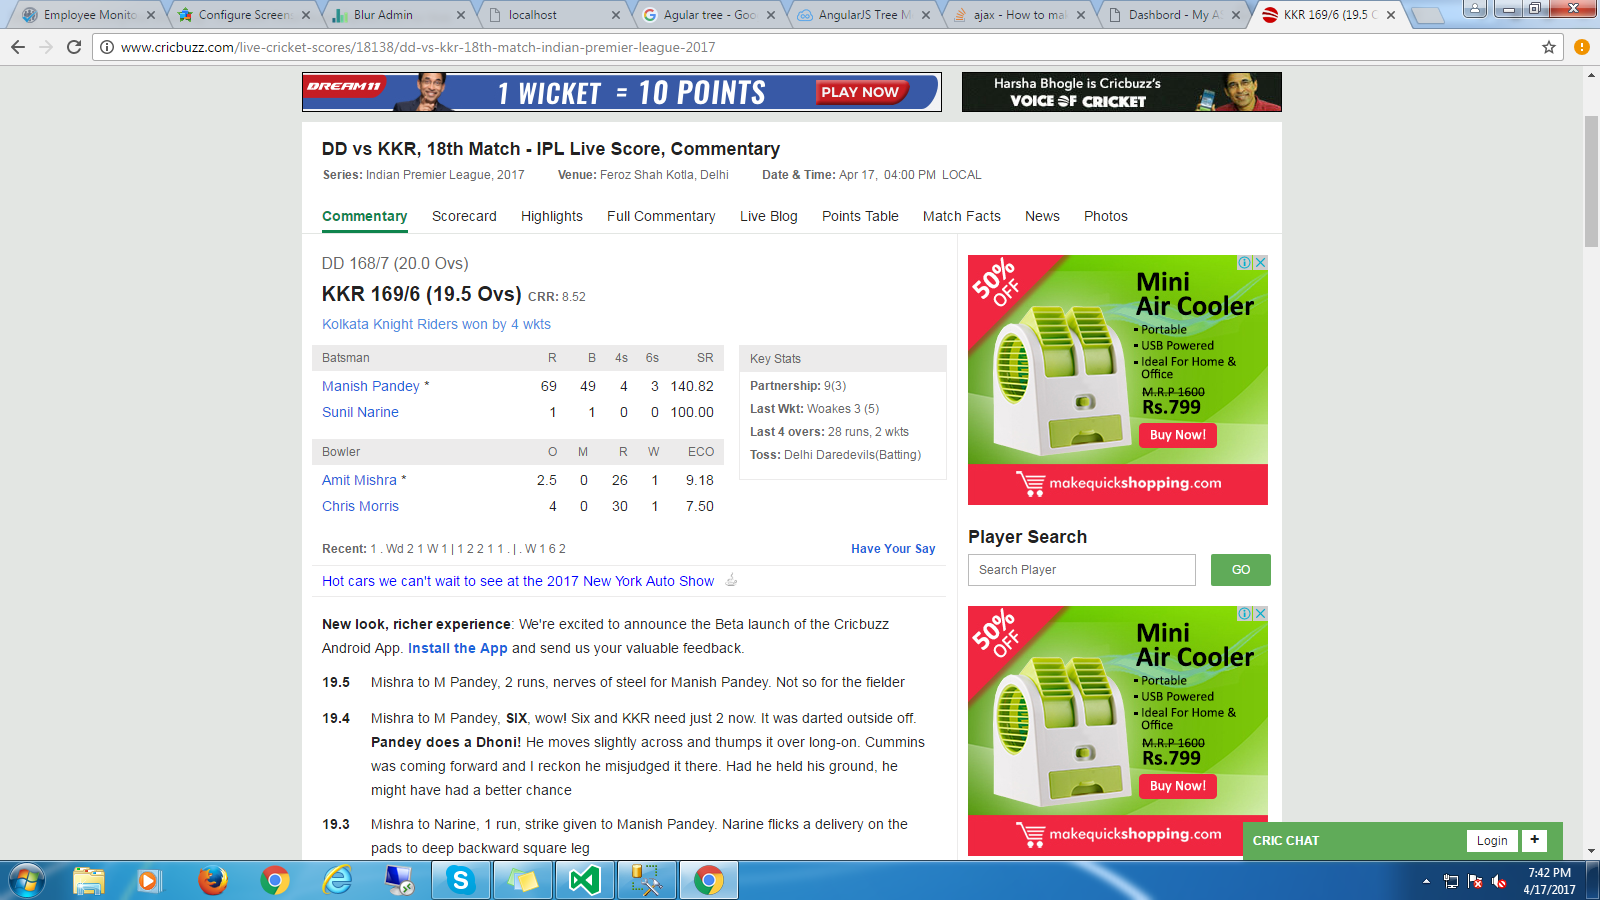 Employee Monito
Configure Screens
Blur Admin
localhost
Agular tree - Goo
AngularJS Tree M
ajax - How to mal
Dashbord - My A
KKR 169/6 (19.5 O
www.cricbuzz.com/live-cricket-scores/18138/dd-vs-kkr-18th-match-indian-premier-league-2017
DREAM11
1 WICKET = 10 POINTS
PLAY NOW
Harsha Bhogle is Cricbuzz's
VOICE OF CRICKET
DD vs KKR, 18th Match - IPL Live Score, Commentary
Series: Indian Premier League, 2017 Venue: Feroz Shah Kotla, Delhi Date & Time: Apr 17, 04:00 PM LOCAL
Commentary Scorecard Highlights Full Commentary Live Blog Points Table Match Facts News Photos
DD 168/7 (20.0 Ovs)
KKR 169/6 (19.5 Ovs) CRR: 8.52
Kolkata Knight Riders won by 4 wkts
Batsman R B 4s 6s SR
Manish Pandey * 69 49 4 3 140.82
Sunil Narine 1 1 0 0 100.00
Bowler O M R W ECO
Amit Mishra * 2.5 0 26 1 9.18
Chris Morris 4 0 30 1 7.50
Key Stats
Partnership: 9(3)
Last Wkt: Woakes 3 (5)
Last 4 overs: 28 runs, 2 wkts
Toss: Delhi Daredevils(Batting)
Recent: 1 . Wd 2 1 W 1 | 1 2 2 1 1 . | . W 1 6 2
Have Your Say
Hot cars we can't wait to see at the 2017 New York Auto Show
New look, richer experience: We're excited to announce the Beta launch of the Cricbuzz
Android App. Install the App and send us your valuable feedback.
19.5 Mishra to M Pandey, 2 runs, nerves of steel for Manish Pandey. Not so for the fielder
19.4 Mishra to M Pandey, SIX, wow! Six and KKR need just 2 now. It was darted outside off.
Pandey does a Dhoni! He moves slightly across and thumps it over long-on. Cummins
was coming forward and I reckon he misjudged it there. Had he held his ground, he
might have had a better chance
19.3 Mishra to Narine, 1 run, strike given to Manish Pandey. Narine flicks a delivery on the
pads to deep backward square leg
50%
OFF
Mini
Air Cooler
Portable
USB Powered
Ideal For Home &
Office
M.R.P 1600
Rs.799
Buy Now!
makequickshopping.com
Player Search
Search Player
GO
50%
OFF
Mini
Air Cooler
Portable
USB Powered
Ideal For Home &
Office
M.R.P 1600
Rs.799
Buy Now!
makequickshopping.com
CRIC CHAT
Login
+
7:42 PM
4/17/2017